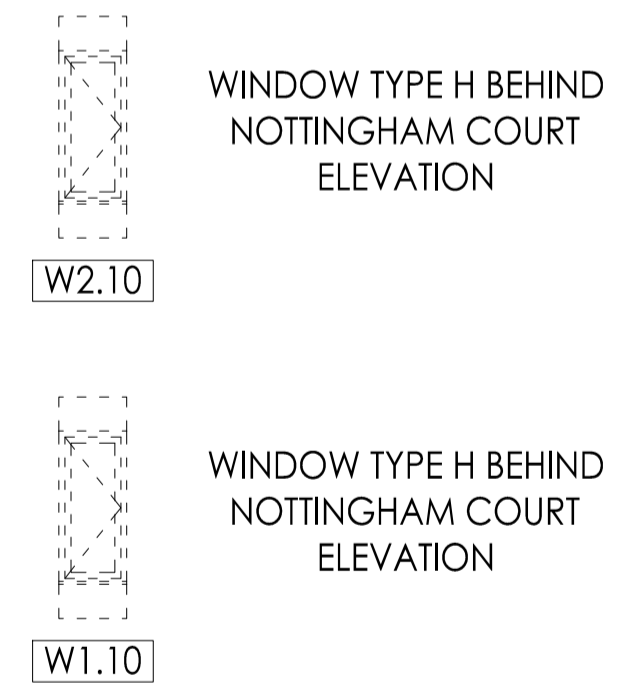 WINDOW TYPE H BEHIND
NOTTINGHAM COURT
ELEVATION
W2.10
WINDOW TYPE H BEHIND
NOTTINGHAM COURT
ELEVATION
W1.10